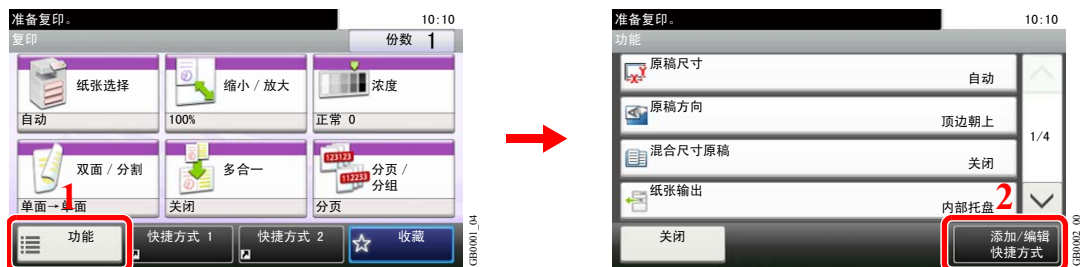 准备复印。 10:10
复印 份数 1
纸张选择 缩小 / 放大 浓度
自动 100% 正常 0
双面 / 分割 多合一 分页 /
分组
123123
112233
单面→单面 关闭 分页
1
功能 快捷方式 1 快捷方式 2 收藏
GB0001_04
准备复印。 10:10
功能
原稿尺寸
自动
原稿方向
顶边朝上
1/4
混合尺寸原稿
关闭
纸张输出
内部托盘
2
关闭 添加/编辑
快捷方式
GB0002_00